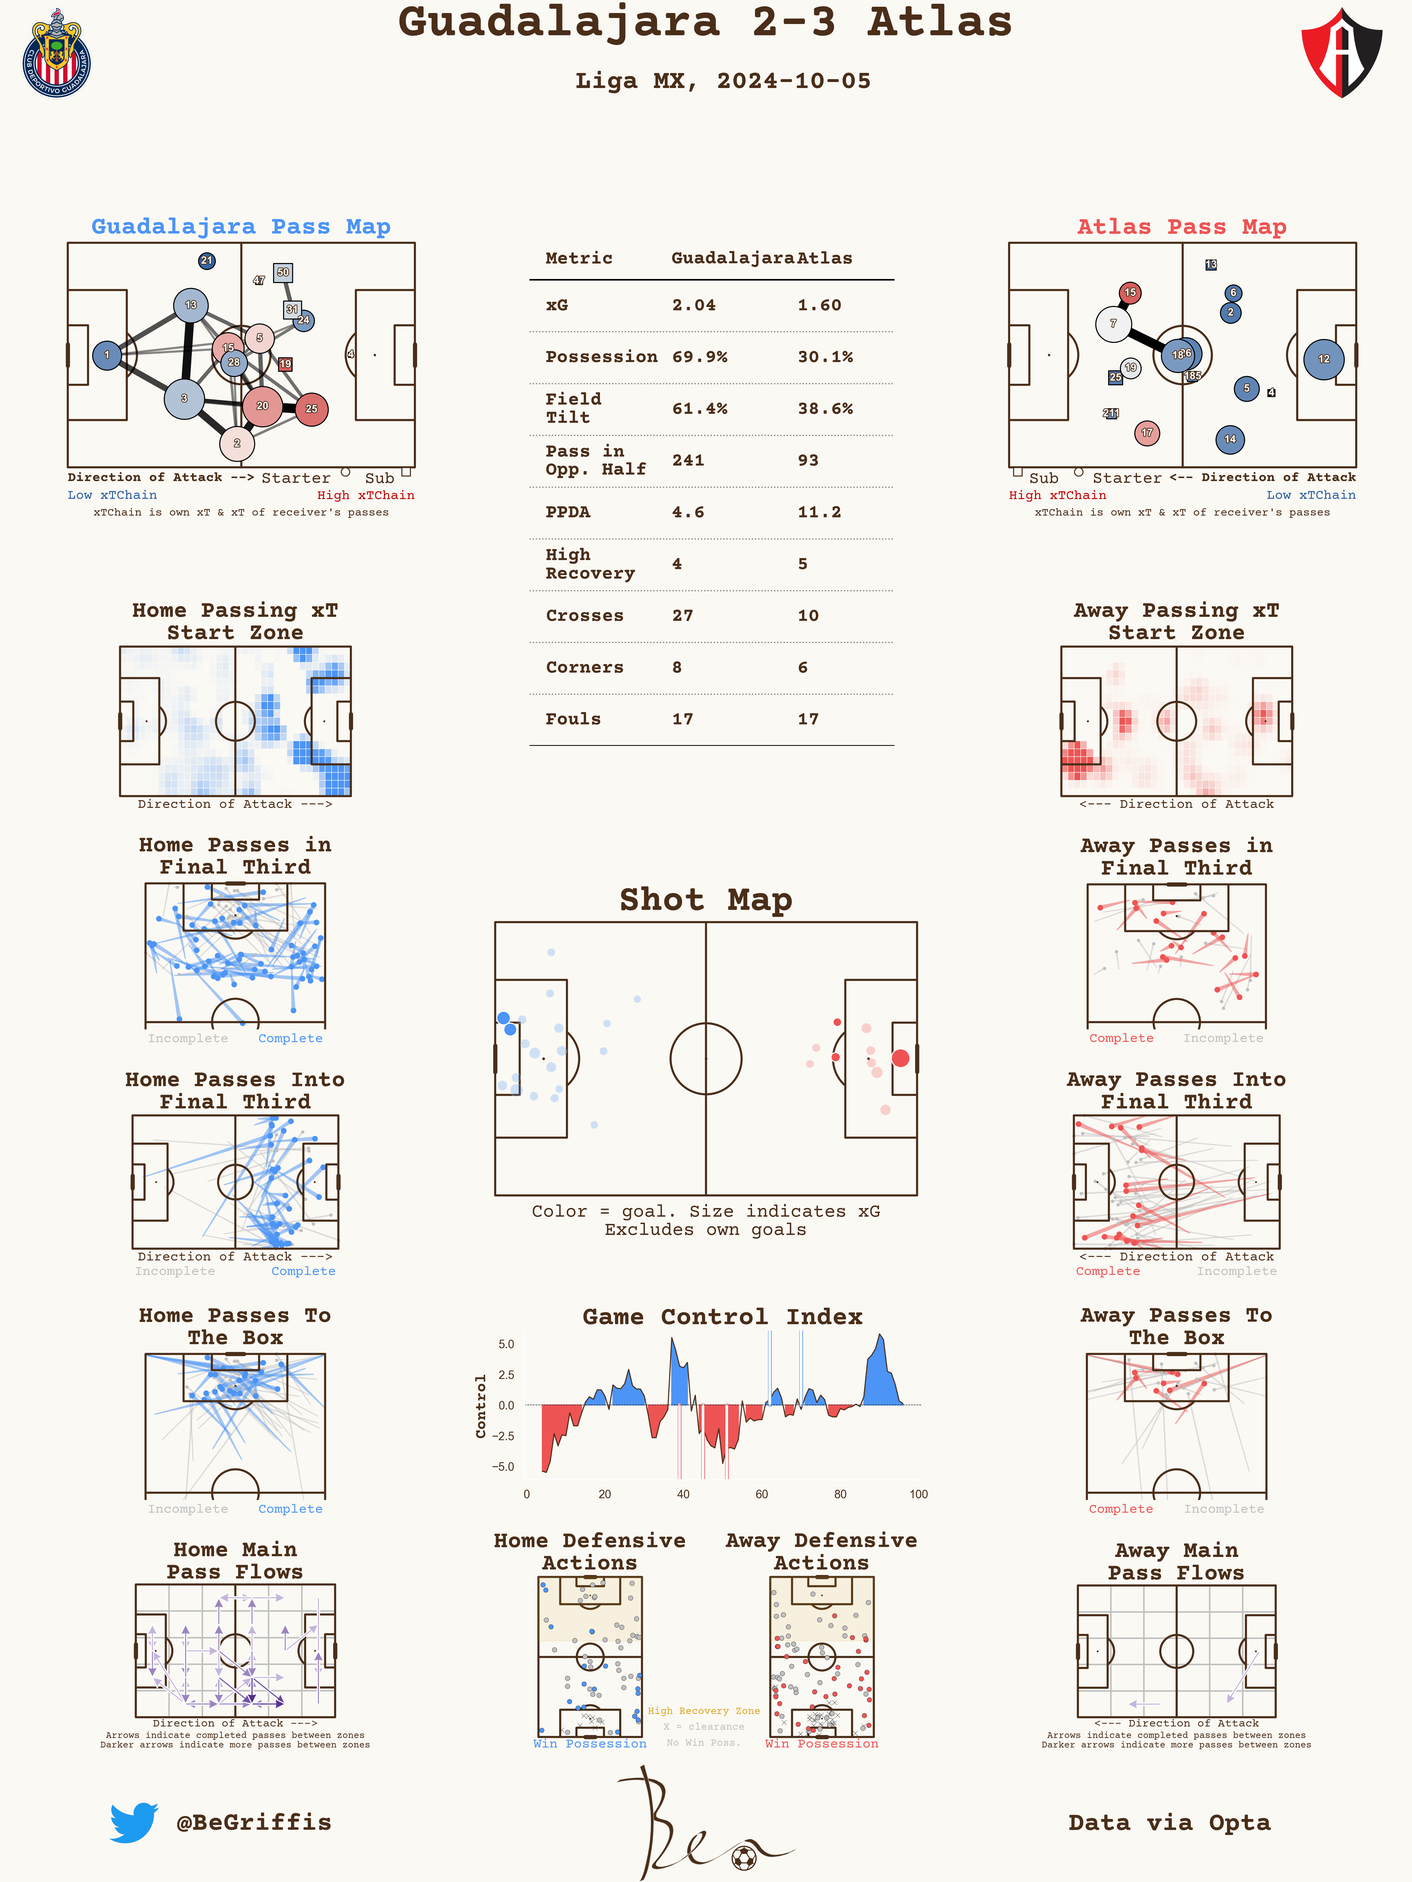 Guadalajara 2-3 Atlas
Liga MX, 2024-10-05
CLUB DEPORTIVO GUADALAJARA
Guadalajara Pass Map
21
50
47
13
31
24
5
15
1
28
4
19
3
20
25
2
Direction of Attack --> Starter Sub
Low xTChain High xTChain
xTChain is own xT & xT of receiver's passes
Metric Guadalajara Atlas
xG 2.04 1.60
Possession 69.9% 30.1%
Field
Tilt 61.4% 38.6%
Pass in
Opp. Half 241 93
PPDA 4.6 11.2
High
Recovery 4 5
Crosses 27 10
Corners 8 6
Fouls 17 17
Atlas Pass Map
13
15
6
2
7
18
12
19
25
5
4
17
14
Sub Starter <-- Direction of Attack
High xTChain Low xTChain
xTChain is own xT & xT of receiver's passes
Home Passing xT
Start Zone
Direction of Attack --->
Away Passing xT
Start Zone
<--- Direction of Attack
Home Passes in
Final Third
Incomplete Complete
Away Passes in
Final Third
Complete Incomplete
Shot Map
Color = goal. Size indicates xG
Excludes own goals
Home Passes Into
Final Third
Direction of Attack --->
Incomplete Complete
Away Passes Into
Final Third
<--- Direction of Attack
Complete Incomplete
Home Passes To
The Box
Incomplete Complete
Game Control Index
Control
5.0
2.5
0.0
−2.5
−5.0
0 20 40 60 80 100
Away Passes To
The Box
Complete Incomplete
Home Main
Pass Flows
Direction of Attack --->
Arrows indicate completed passes between zones
Darker arrows indicate more passes between zones
Home Defensive
Actions
Win Possession
Away Defensive
Actions
Win Possession
High Recovery Zone
X = clearance
No Win Poss.
Away Main
Pass Flows
<--- Direction of Attack
Arrows indicate completed passes between zones
Darker arrows indicate more passes between zones
@BeGriffis
Ben
Data via Opta